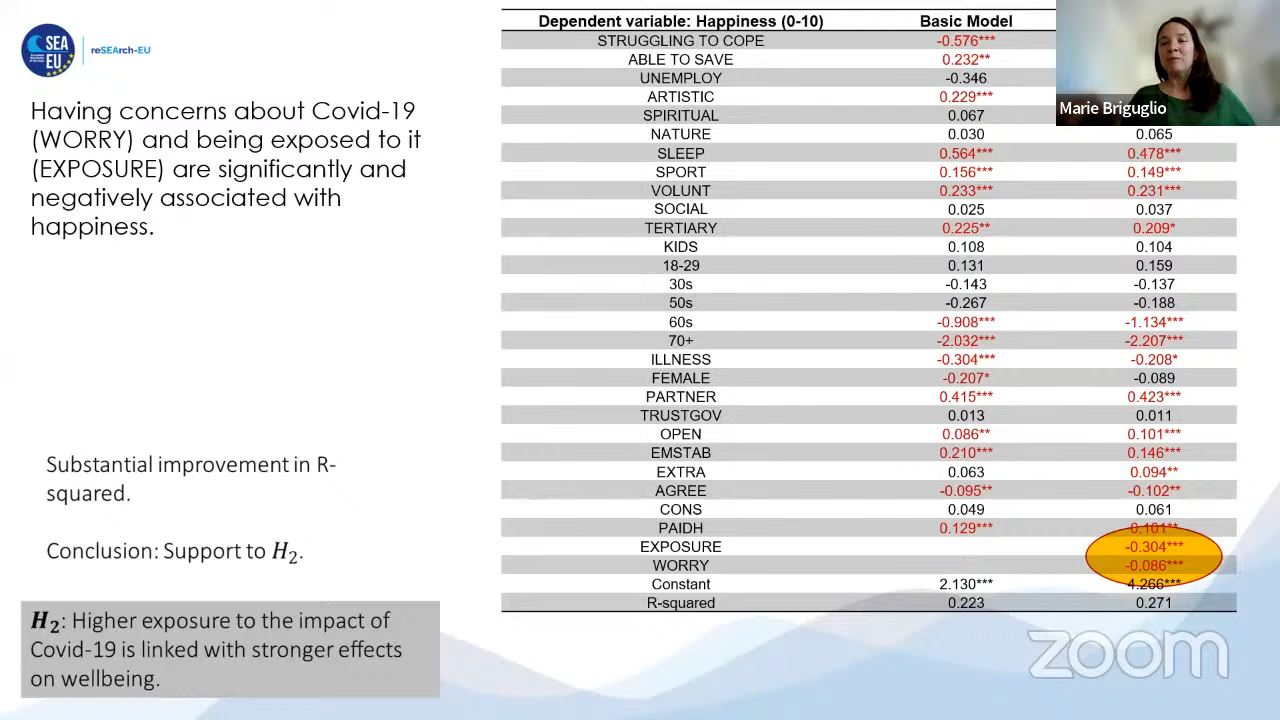 SEA
EU
reSEArch-EU
Having concerns about Covid-19
(WORRY) and being exposed to it
(EXPOSURE) are significantly and
negatively associated with
happiness.
Substantial improvement in R-
squared.
Conclusion: Support to H₂.
H₂: Higher exposure to the impact of
Covid-19 is linked with stronger effects
on wellbeing.
Dependent variable: Happiness (0-10) Basic Model
STRUGGLING TO COPE -0.576***
ABLE TO SAVE 0.232**
UNEMPLOY -0.346
ARTISTIC 0.229***
SPIRITUAL 0.067
NATURE 0.030 0.065
SLEEP 0.564*** 0.478***
SPORT 0.156*** 0.149***
VOLUNT 0.233*** 0.231***
SOCIAL 0.025 0.037
TERTIARY 0.225** 0.209*
KIDS 0.108 0.104
18-29 0.131 0.159
30s -0.143 -0.137
50s -0.267 -0.188
60s -0.908*** -1.134***
70+ -2.032*** -2.207***
ILLNESS -0.304*** -0.208*
FEMALE -0.207* -0.089
PARTNER 0.415*** 0.423***
TRUSTGOV 0.013 0.011
OPEN 0.086** 0.101***
EMSTAB 0.210*** 0.146***
EXTRA 0.063 0.094**
AGREE -0.095** -0.102**
CONS 0.049 0.061
PAIDH 0.129*** 0.101**
EXPOSURE -0.304***
WORRY -0.086***
Constant 2.130*** 4.266***
R-squared 0.223 0.271
Marie Briguglio
zoom